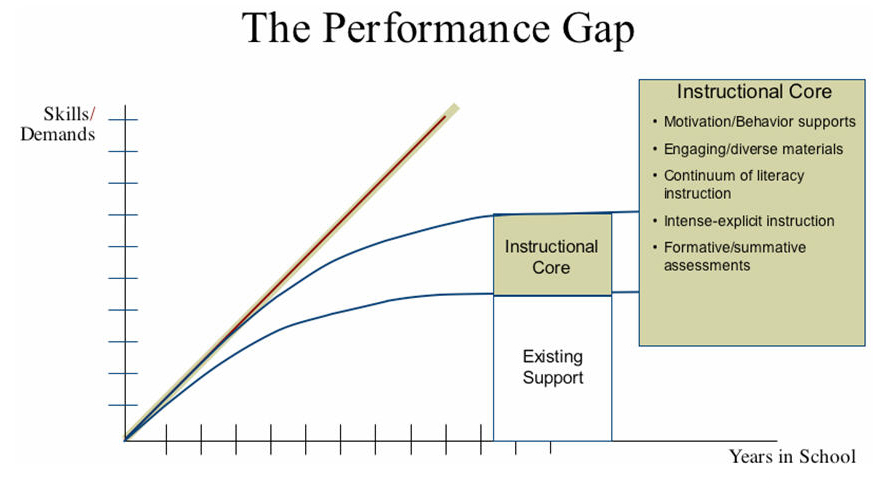 The Performance Gap
Skills/
Demands
Instructional Core
• Motivation/Behavior supports
• Engaging/diverse materials
• Continuum of literacy
instruction
• Intense-explicit instruction
• Formative/summative
assessments
Instructional
Core
Existing
Support
Years in School